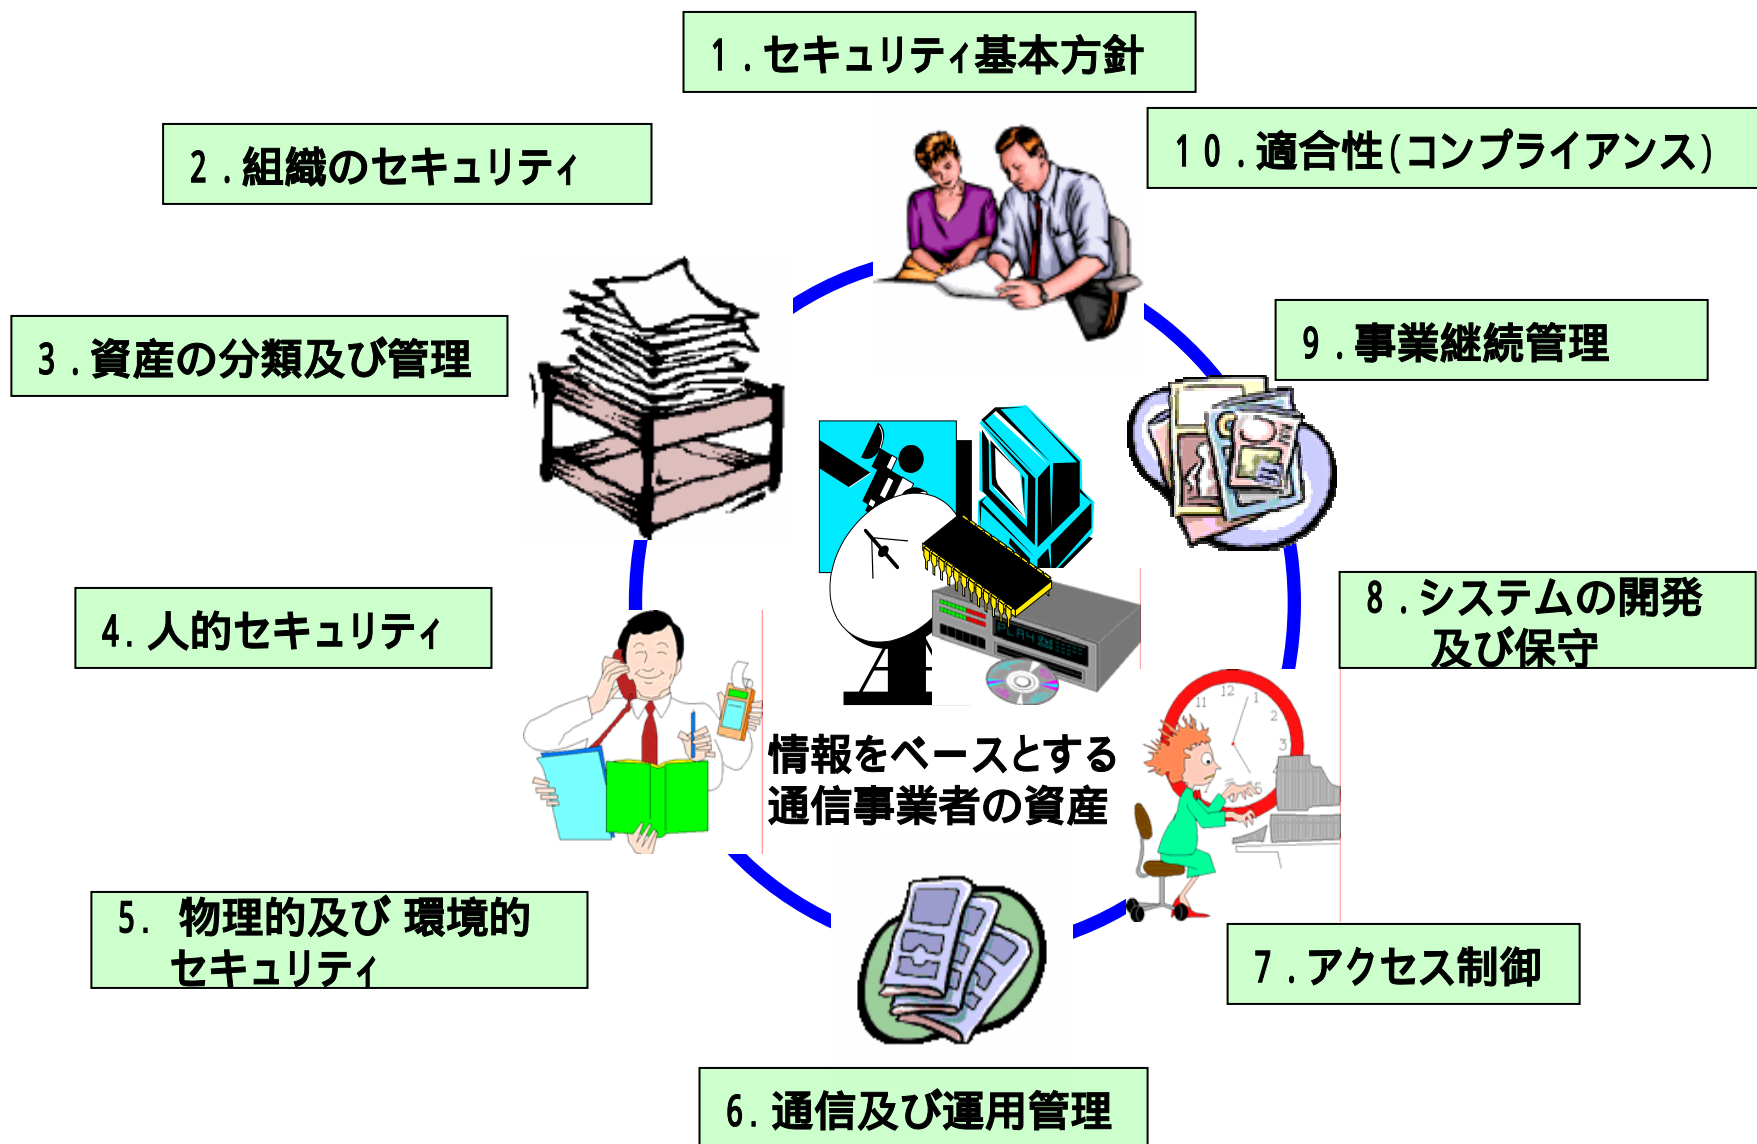 1.セキュリティ基本方針
2.組織のセキュリティ
3.資産の分類及び管理
4.人的セキュリティ
5. 物理的及び 環境的
セキュリティ
6.通信及び運用管理
7.アクセス制御
8.システムの開発
及び保守
9.事業継続管理
10.適合性(コンプライアンス)
情報をベースとする
通信事業者の資産
12
1
11
2
3